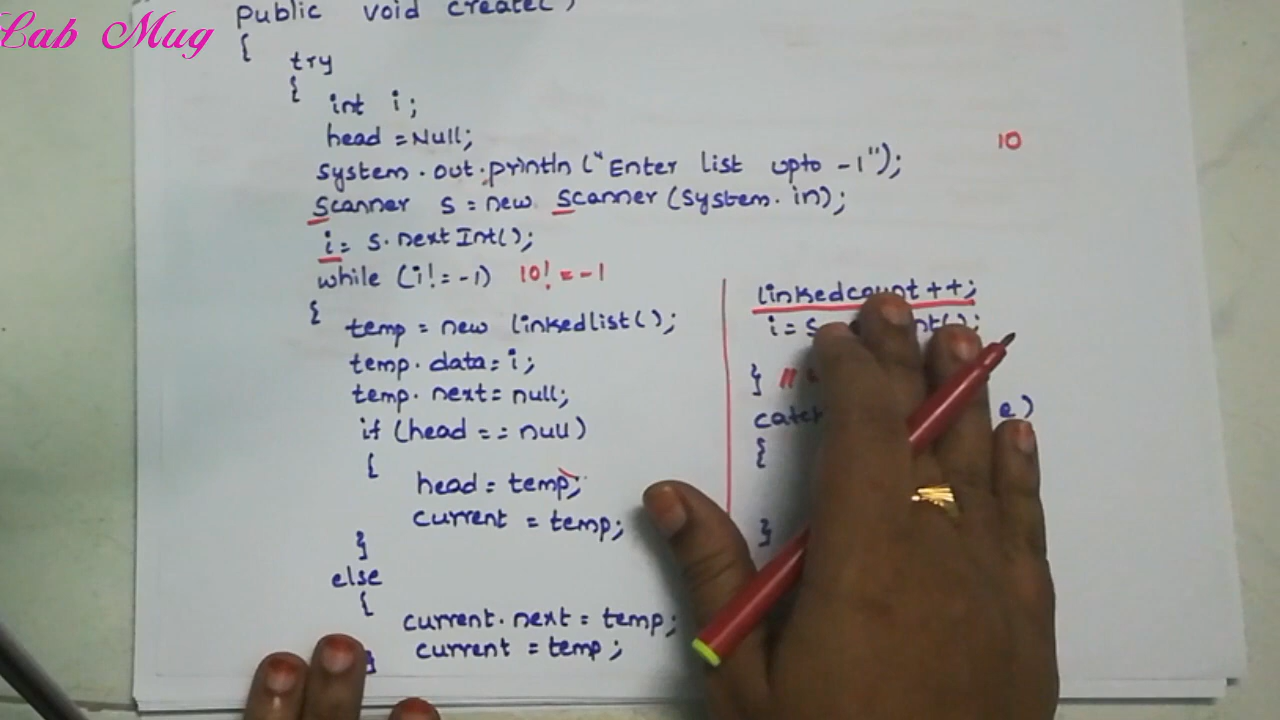 Lab Mug
public void create()
{
try
{
int i;
head = Null;
system.out.println("Enter list upto -1");
Scanner s = new Scanner(System.in);
i = s.nextInt();
while (i != -1) 10! = -1
{
temp = new linkedlist();
temp.data = i;
temp.next = null;
if (head == null)
{
head = temp;
current = temp;
}
else
{
current.next = temp;
current = temp;
}
10
linkedcount++;
i = s
}
e)
{
}